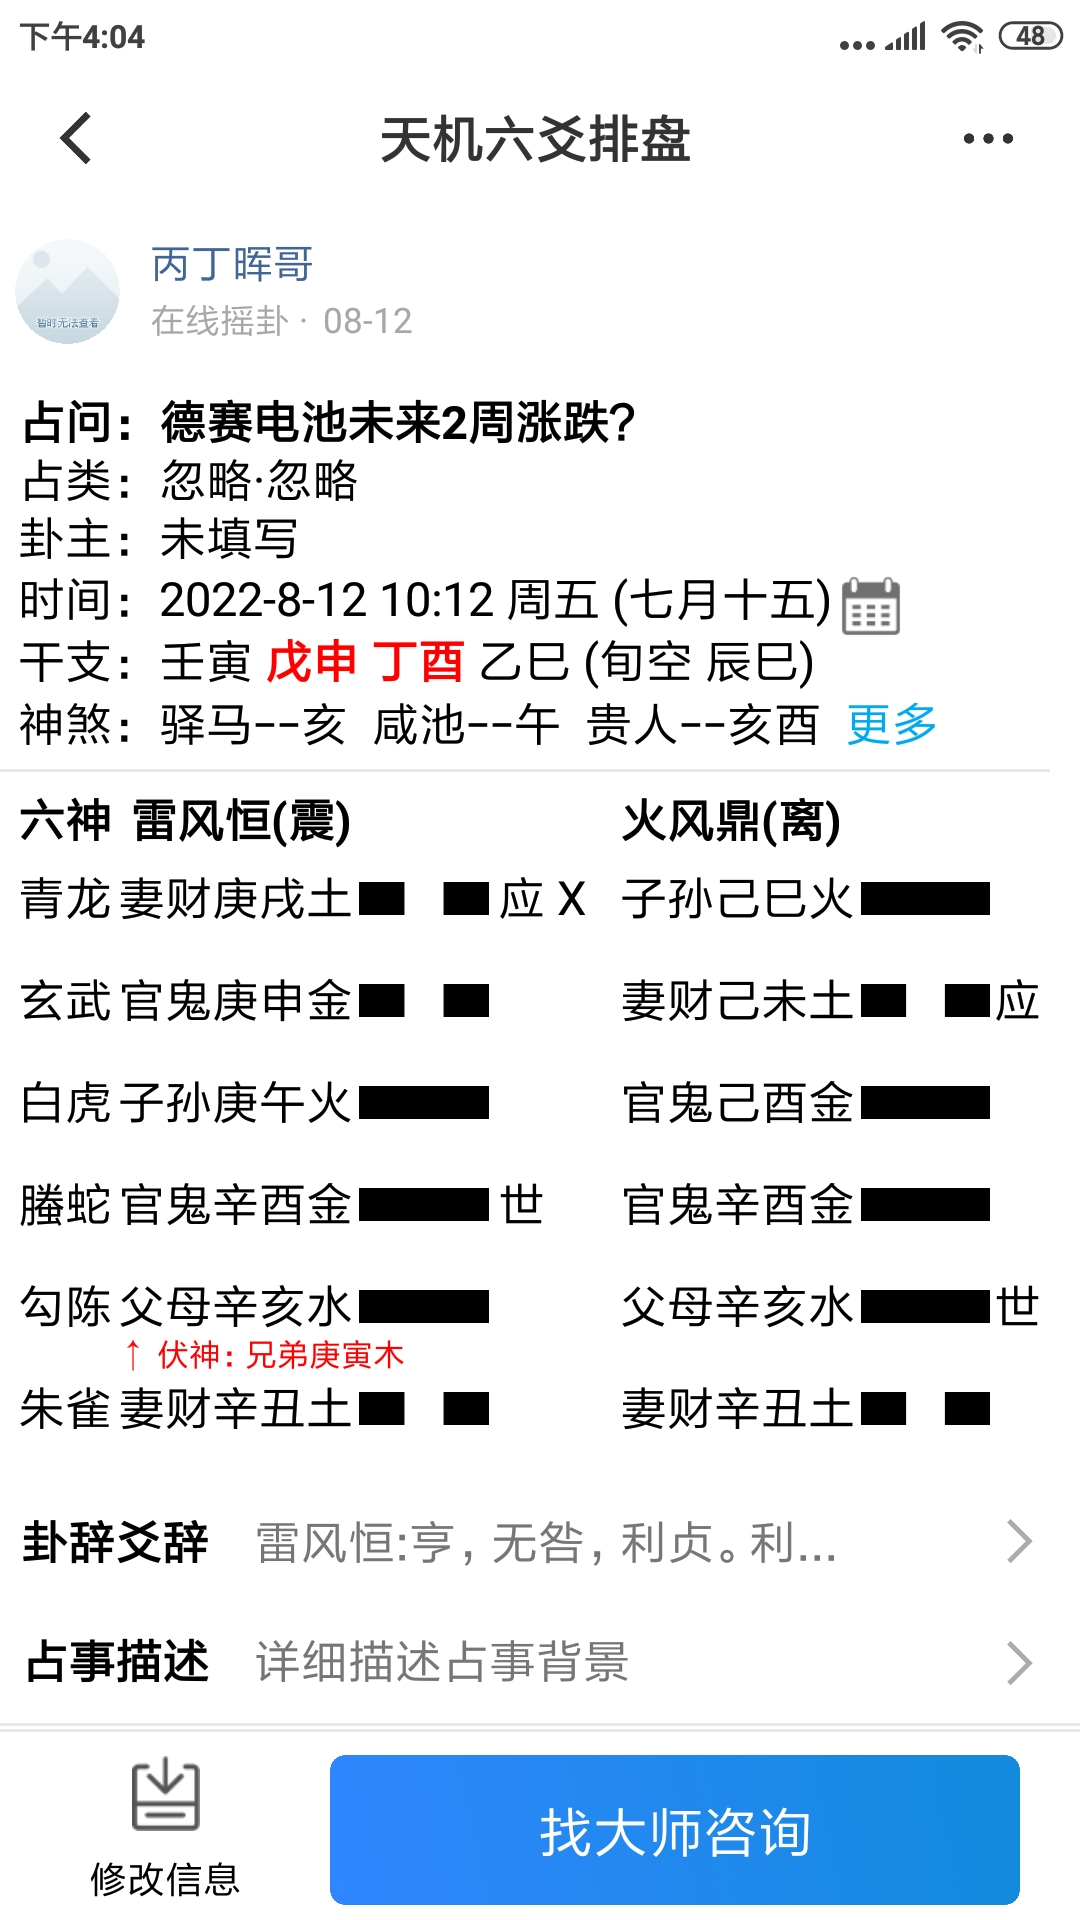 下午4:04
48
天机六爻排盘
暂时无法查看
丙丁晖哥
在线摇卦 · 08-12
占问：德赛电池未来2周涨跌?
占类：忽略·忽略
卦主：未填写
时间：2022-8-12 10:12 周五 (七月十五)
干支：壬寅 戊申 丁酉 乙巳 (旬空 辰巳)
神煞：驿马--亥 咸池--午 贵人--亥酉 更多
六神 雷风恒(震) 火风鼎(离)
青龙 妻财庚戌土 应 X 子孙己巳火
玄武 官鬼庚申金 妻财己未土 应
白虎 子孙庚午火 官鬼己酉金
螣蛇 官鬼辛酉金 世 官鬼辛酉金
勾陈 父母辛亥水 父母辛亥水 世
↑ 伏神：兄弟庚寅木
朱雀 妻财辛丑土 妻财辛丑土
卦辞爻辞 雷风恒:亨，无咎，利贞。利...
占事描述 详细描述占事背景
修改信息
找大师咨询